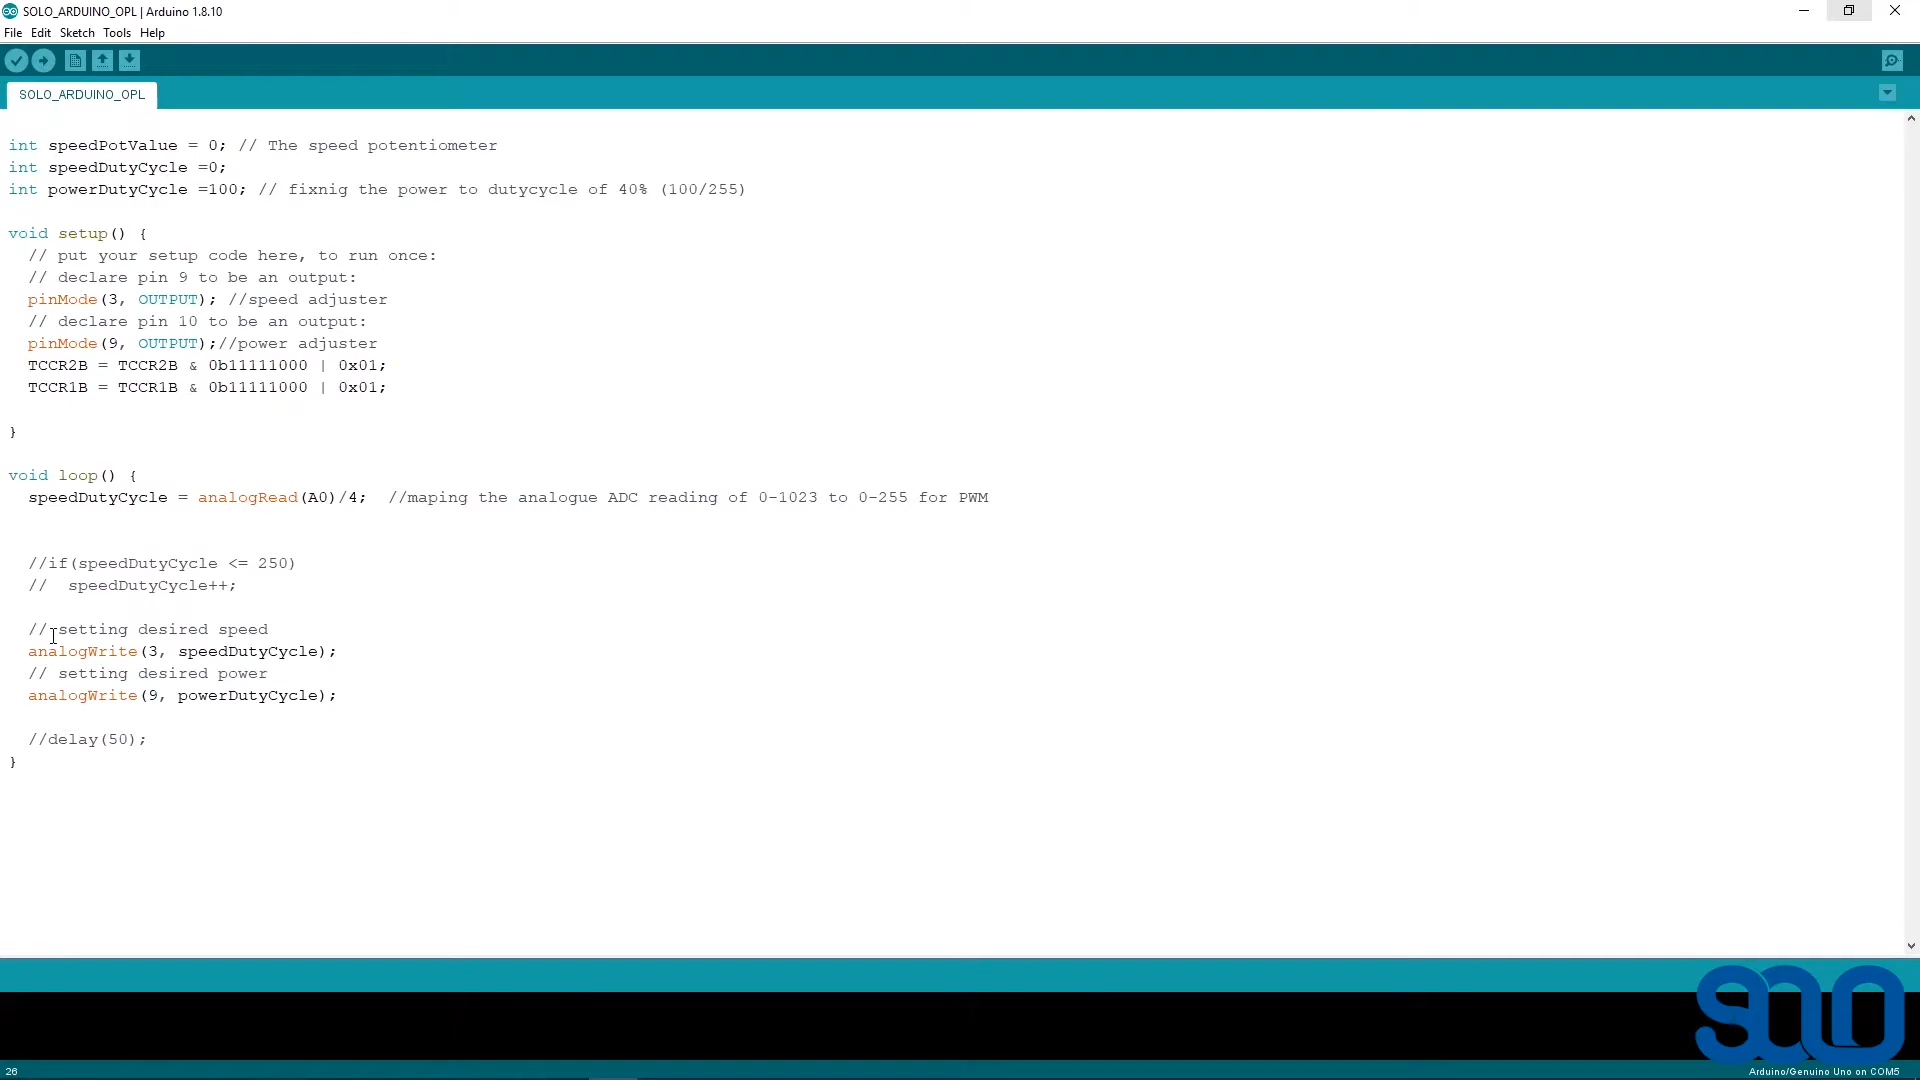 SOLO_ARDUINO_OPL | Arduino 1.8.10
File Edit Sketch Tools Help
SOLO_ARDUINO_OPL
int speedPotValue = 0; // The speed potentiometer
int speedDutyCycle =0;
int powerDutyCycle =100; // fixnig the power to dutycycle of 40% (100/255)
void setup() {
// put your setup code here, to run once:
// declare pin 9 to be an output:
pinMode(3, OUTPUT); //speed adjuster
// declare pin 10 to be an output:
pinMode(9, OUTPUT);//power adjuster
TCCR2B = TCCR2B & 0b11111000 | 0x01;
TCCR1B = TCCR1B & 0b11111000 | 0x01;
}
void loop() {
speedDutyCycle = analogRead(A0)/4;  //maping the analogue ADC reading of 0-1023 to 0-255 for PWM
//if(speedDutyCycle <= 250)
//  speedDutyCycle++;
// setting desired speed
analogWrite(3, speedDutyCycle);
// setting desired power
analogWrite(9, powerDutyCycle);
//delay(50);
}
SOLO
26
Arduino/Genuino Uno on COM5